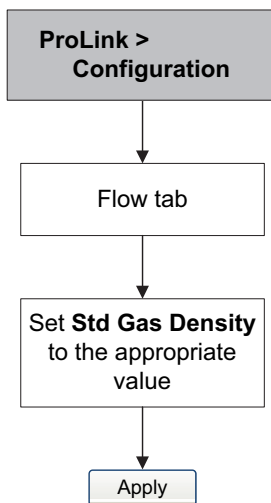 ProLink >
Configuration
Flow tab
Set Std Gas Density
to the appropriate
value
Apply